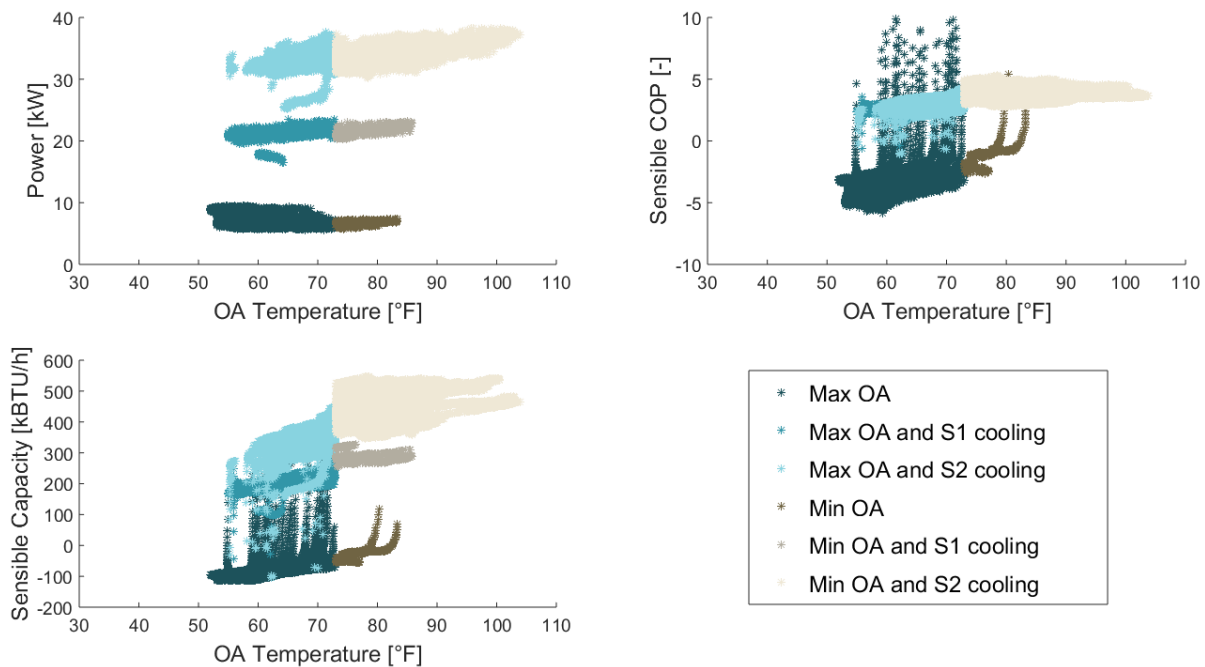 40
30
20
10
0
Power [kW]
30 40 50 60 70 80 90 100 110
OA Temperature [°F]
10
5
0
-5
-10
Sensible COP [-]
30 40 50 60 70 80 90 100 110
OA Temperature [°F]
600
500
400
300
200
100
0
-100
-200
Sensible Capacity [kBTU/h]
30 40 50 60 70 80 90 100 110
OA Temperature [°F]
Max OA
Max OA and S1 cooling
Max OA and S2 cooling
Min OA
Min OA and S1 cooling
Min OA and S2 cooling